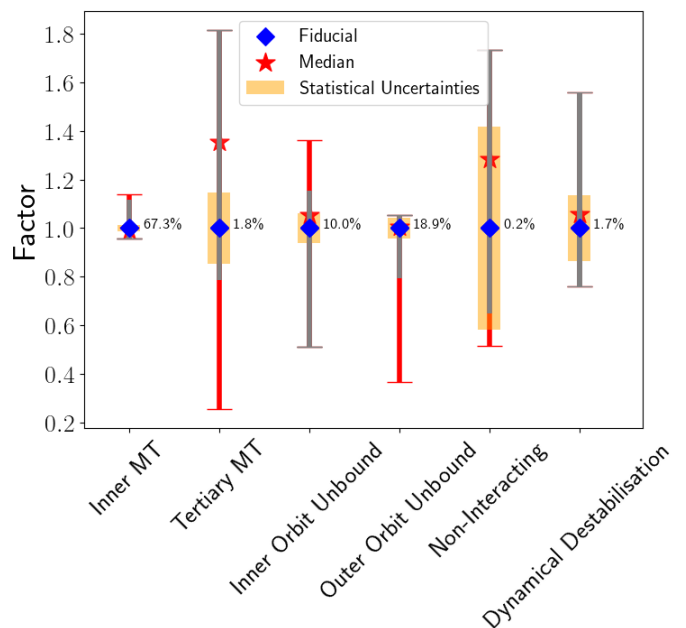 Fiducial
Median
Statistical Uncertainties
Factor
1.8
1.6
1.4
1.2
1.0
0.8
0.6
0.4
0.2
67.3%
1.8%
10.0%
18.9%
0.2%
1.7%
Inner MT
Tertiary MT
Inner Orbit Unbound
Outer Orbit Unbound
Non-Interacting
Dynamical Destabilisation